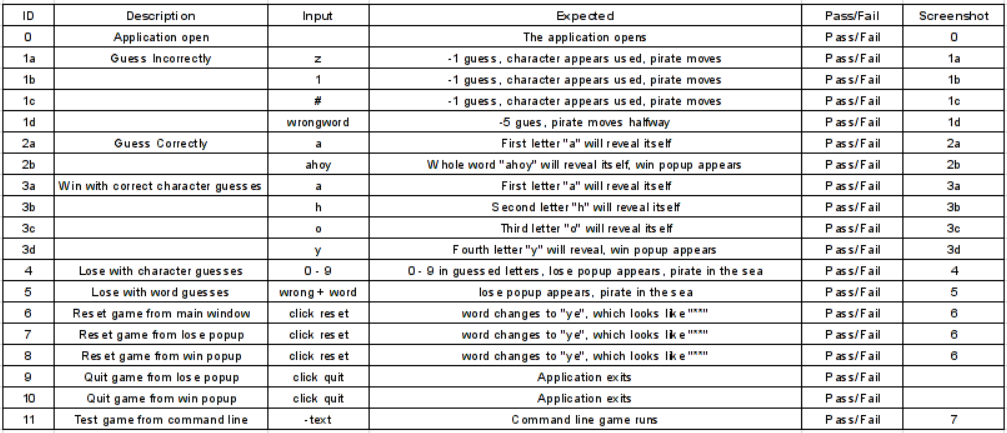 ID Description Input Expected Pass/Fail Screenshot
0 Application open The application opens Pass/Fail 0
1a Guess Incorrectly z -1 guess, character appears used, pirate moves Pass/Fail 1a
1b 1 -1 guess, character appears used, pirate moves Pass/Fail 1b
1c # -1 guess, character appears used, pirate moves Pass/Fail 1c
1d wrongword -5 gues, pirate moves halfway Pass/Fail 1d
2a Guess Correctly a First letter "a" will reveal itself Pass/Fail 2a
2b ahoy Whole word "ahoy" will reveal itself, win popup appears Pass/Fail 2b
3a Win with correct character guesses a First letter "a" will reveal itself Pass/Fail 3a
3b h Second letter "h" will reveal itself Pass/Fail 3b
3c o Third letter "o" will reveal itself Pass/Fail 3c
3d y Fourth letter "y" will reveal, win popup appears Pass/Fail 3d
4 Lose with character guesses 0 - 9 0 - 9 in guessed letters, lose popup appears, pirate in the sea Pass/Fail 4
5 Lose with word guesses wrong + word lose popup appears, pirate in the sea Pass/Fail 5
6 Reset game from main window click reset word changes to "ye", which looks like "**" Pass/Fail 6
7 Reset game from lose popup click reset word changes to "ye", which looks like "**" Pass/Fail 6
8 Reset game from win popup click reset word changes to "ye", which looks like "**" Pass/Fail 6
9 Quit game from lose popup click quit Application exits Pass/Fail
10 Quit game from win popup click quit Application exits Pass/Fail
11 Test game from command line -text Command line game runs Pass/Fail 7